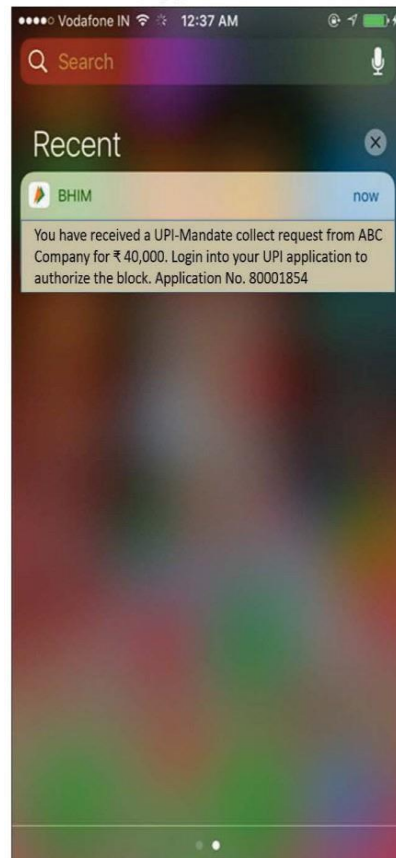 Vodafone IN 12:37 AM
Search
Recent
BHIM now
You have received a UPI-Mandate collect request from ABC
Company for ₹ 40,000. Login into your UPI application to
authorize the block. Application No. 80001854